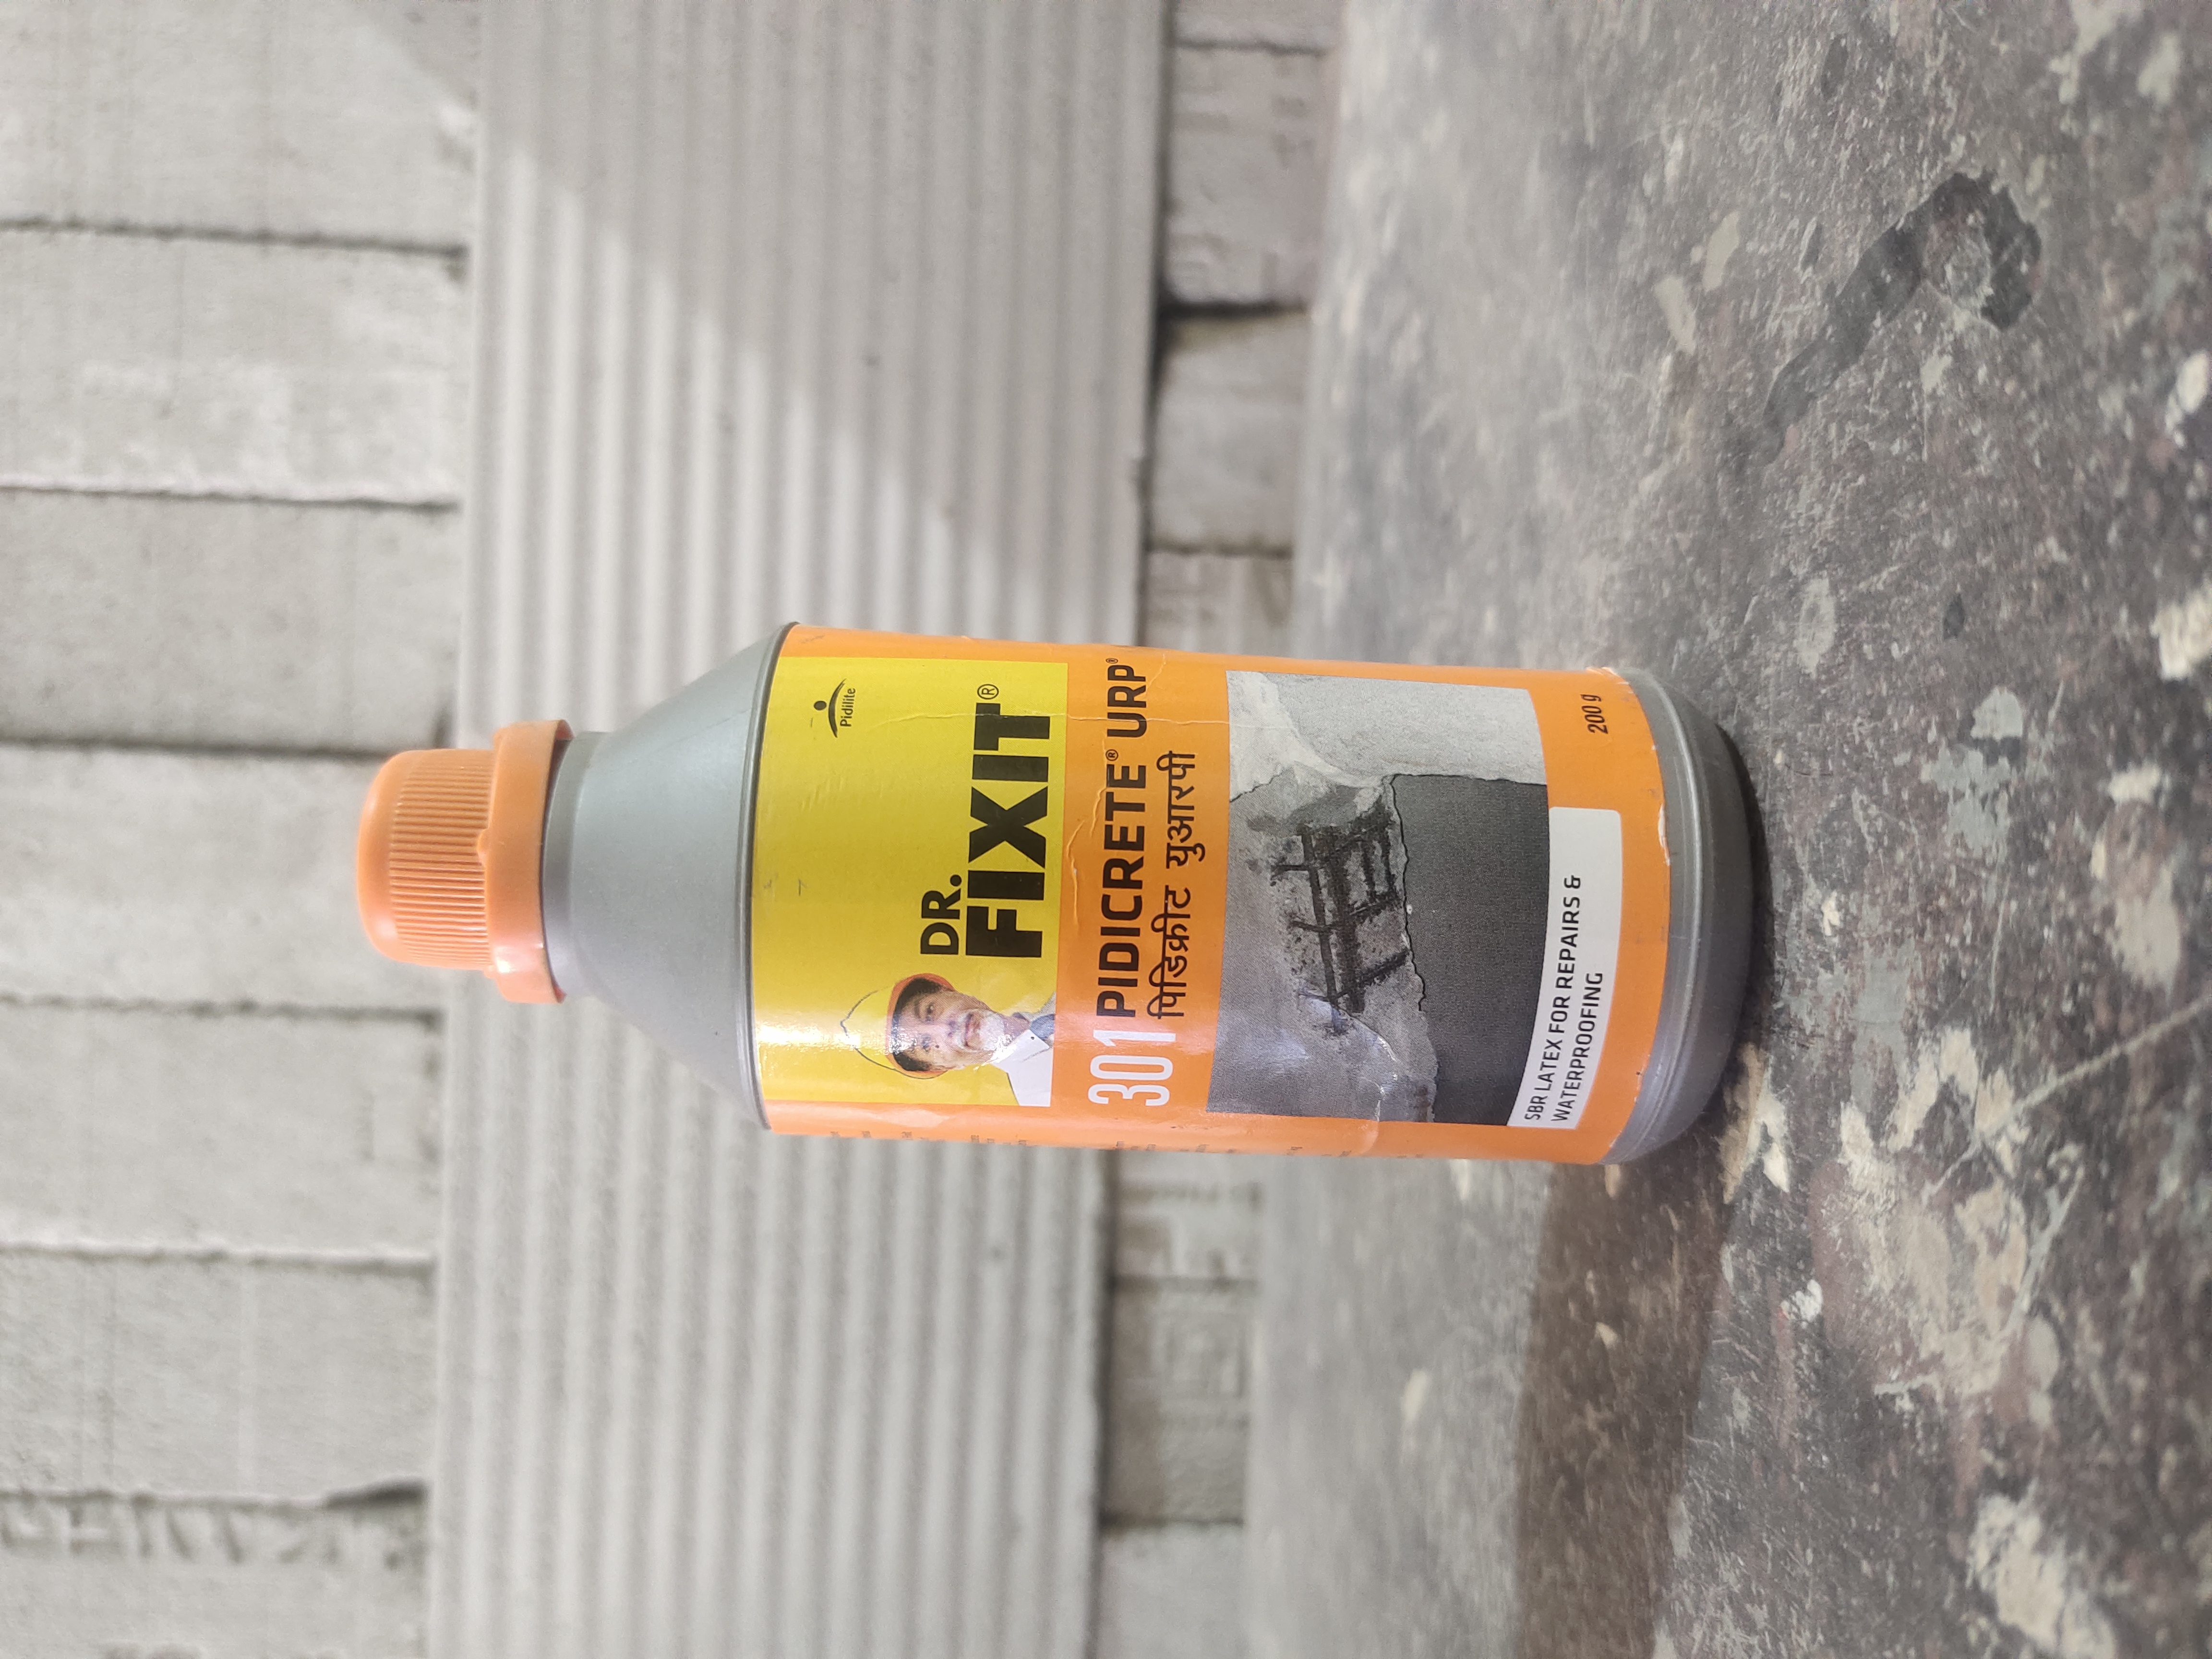 Pidilite
DR.
FIXIT®
301 PIDICRETE® URP®
पिडिक्रीट युआरपी
SBR LATEX FOR REPAIRS &
WATERPROOFING
200 g